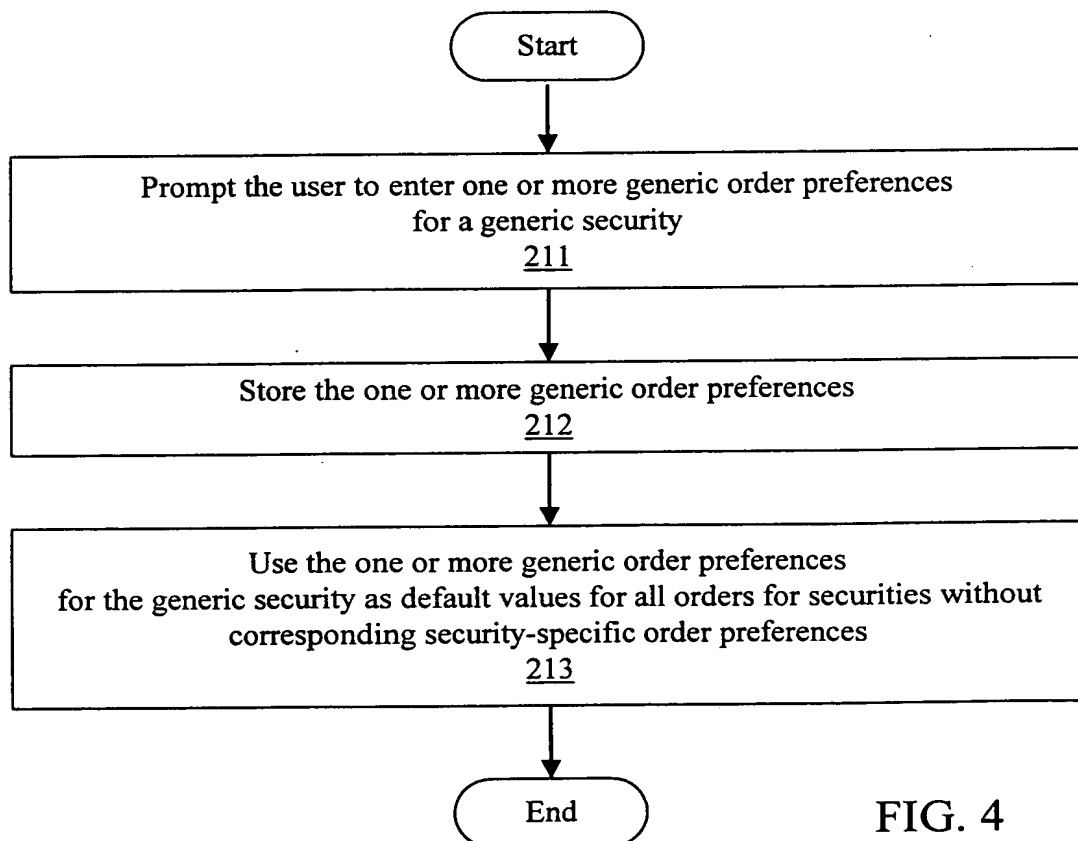 Start
Prompt the user to enter one or more generic order preferences
for a generic security
211
Store the one or more generic order preferences
212
Use the one or more generic order preferences
for the generic security as default values for all orders for securities without
corresponding security-specific order preferences
213
End
FIG. 4